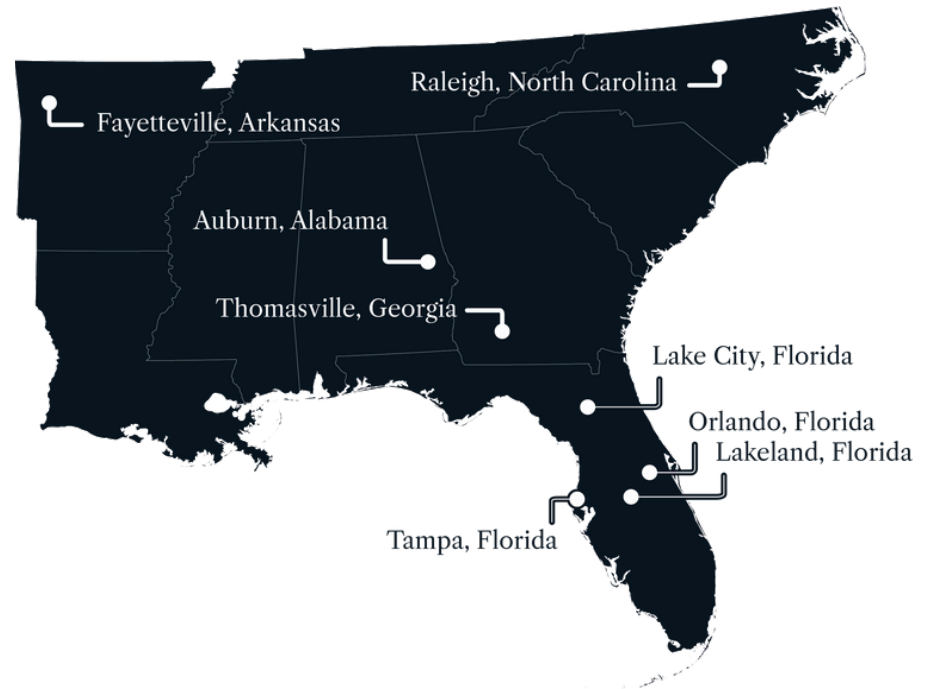 Raleigh, North Carolina
Fayetteville, Arkansas
Auburn, Alabama
Thomasville, Georgia
Lake City, Florida
Orlando, Florida
Lakeland, Florida
Tampa, Florida